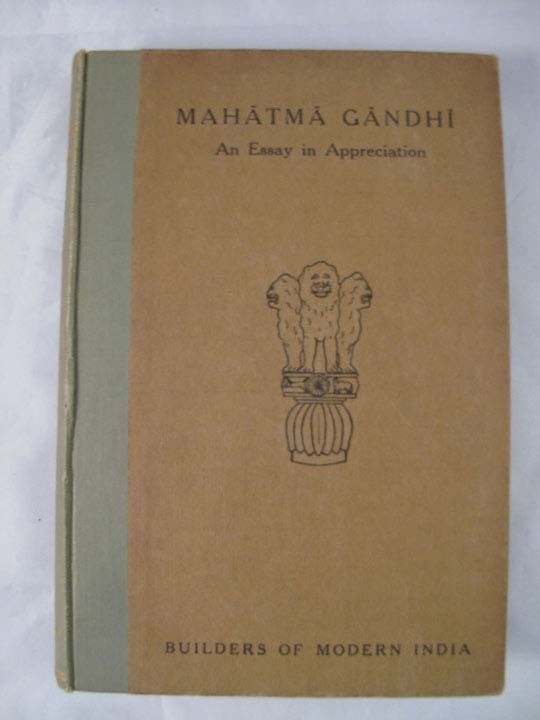 MAHĀTMĀ GĀNDHĪ
An Essay in Appreciation
BUILDERS OF MODERN INDIA